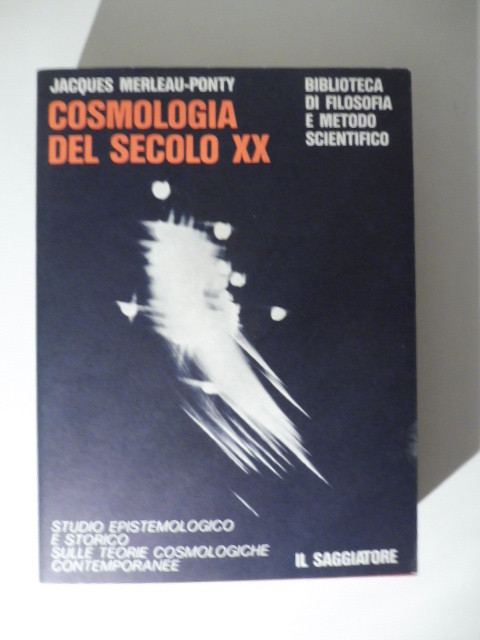 JACQUES MERLEAU-PONTY
COSMOLOGIA
DEL SECOLO XX
BIBLIOTECA
DI FILOSOFIA
E METODO
SCIENTIFICO
STUDIO EPISTEMOLOGICO
E STORICO
SULLE TEORIE COSMOLOGICHE
CONTEMPORANEE
IL SAGGIATORE